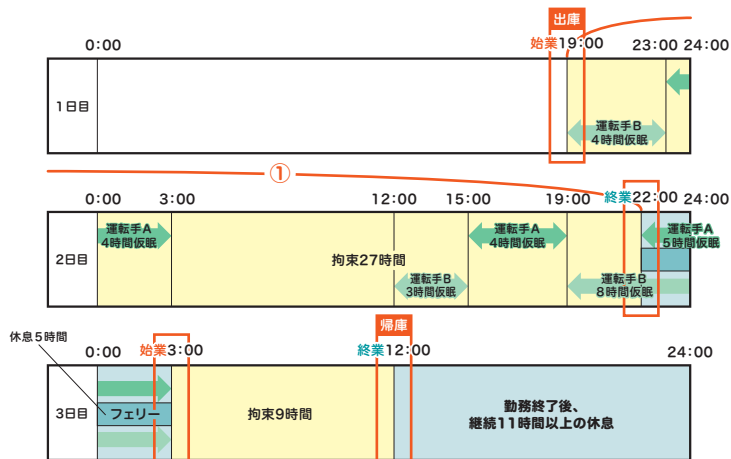 出庫
0:00 始業19:00 23:00 24:00
1日目
運転手B
4時間仮眠
①
0:00 3:00 12:00 15:00 19:00 終業22:00 24:00
2日目
運転手A
4時間仮眠
拘束27時間
運転手B
3時間仮眠
運転手A
4時間仮眠
運転手B
8時間仮眠
運転手A
5時間仮眠
帰庫
休息5時間
0:00 始業3:00 終業12:00 24:00
3日目
フェリー
拘束9時間
勤務終了後、
継続11時間以上の休息